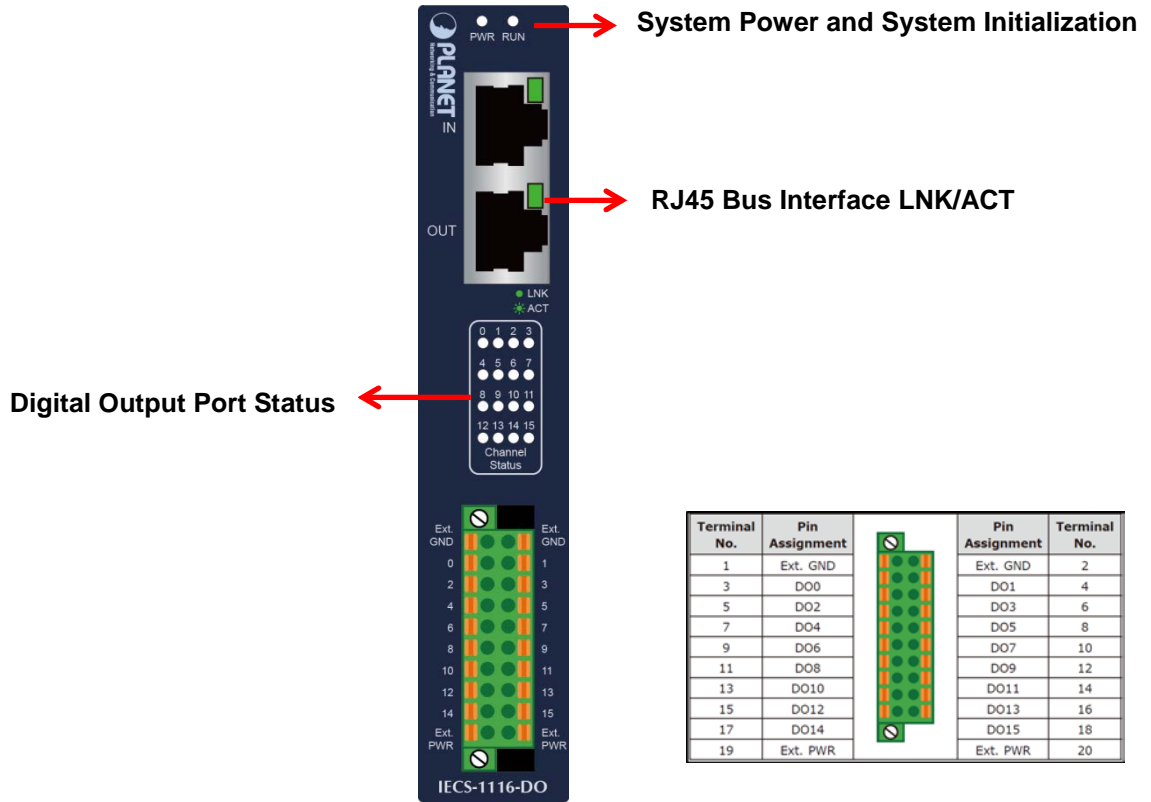 PWR RUN
System Power and System Initialization
PLANET
Networking & Communication
IN
RJ45 Bus Interface LNK/ACT
OUT
LNK
ACT
0 1 2 3
4 5 6 7
Digital Output Port Status
8 9 10 11
12 13 14 15
Channel
Status
Ext. GND Ext. GND
0 1
2 3
4 5
6 7
8 9
10 11
12 13
14 15
Ext. PWR Ext. PWR
IECS-1116-DO
Terminal No. Pin Assignment Pin Assignment Terminal No.
1 Ext. GND Ext. GND 2
3 DO0 DO1 4
5 DO2 DO3 6
7 DO4 DO5 8
9 DO6 DO7 10
11 DO8 DO9 12
13 DO10 DO11 14
15 DO12 DO13 16
17 DO14 DO15 18
19 Ext. PWR Ext. PWR 20